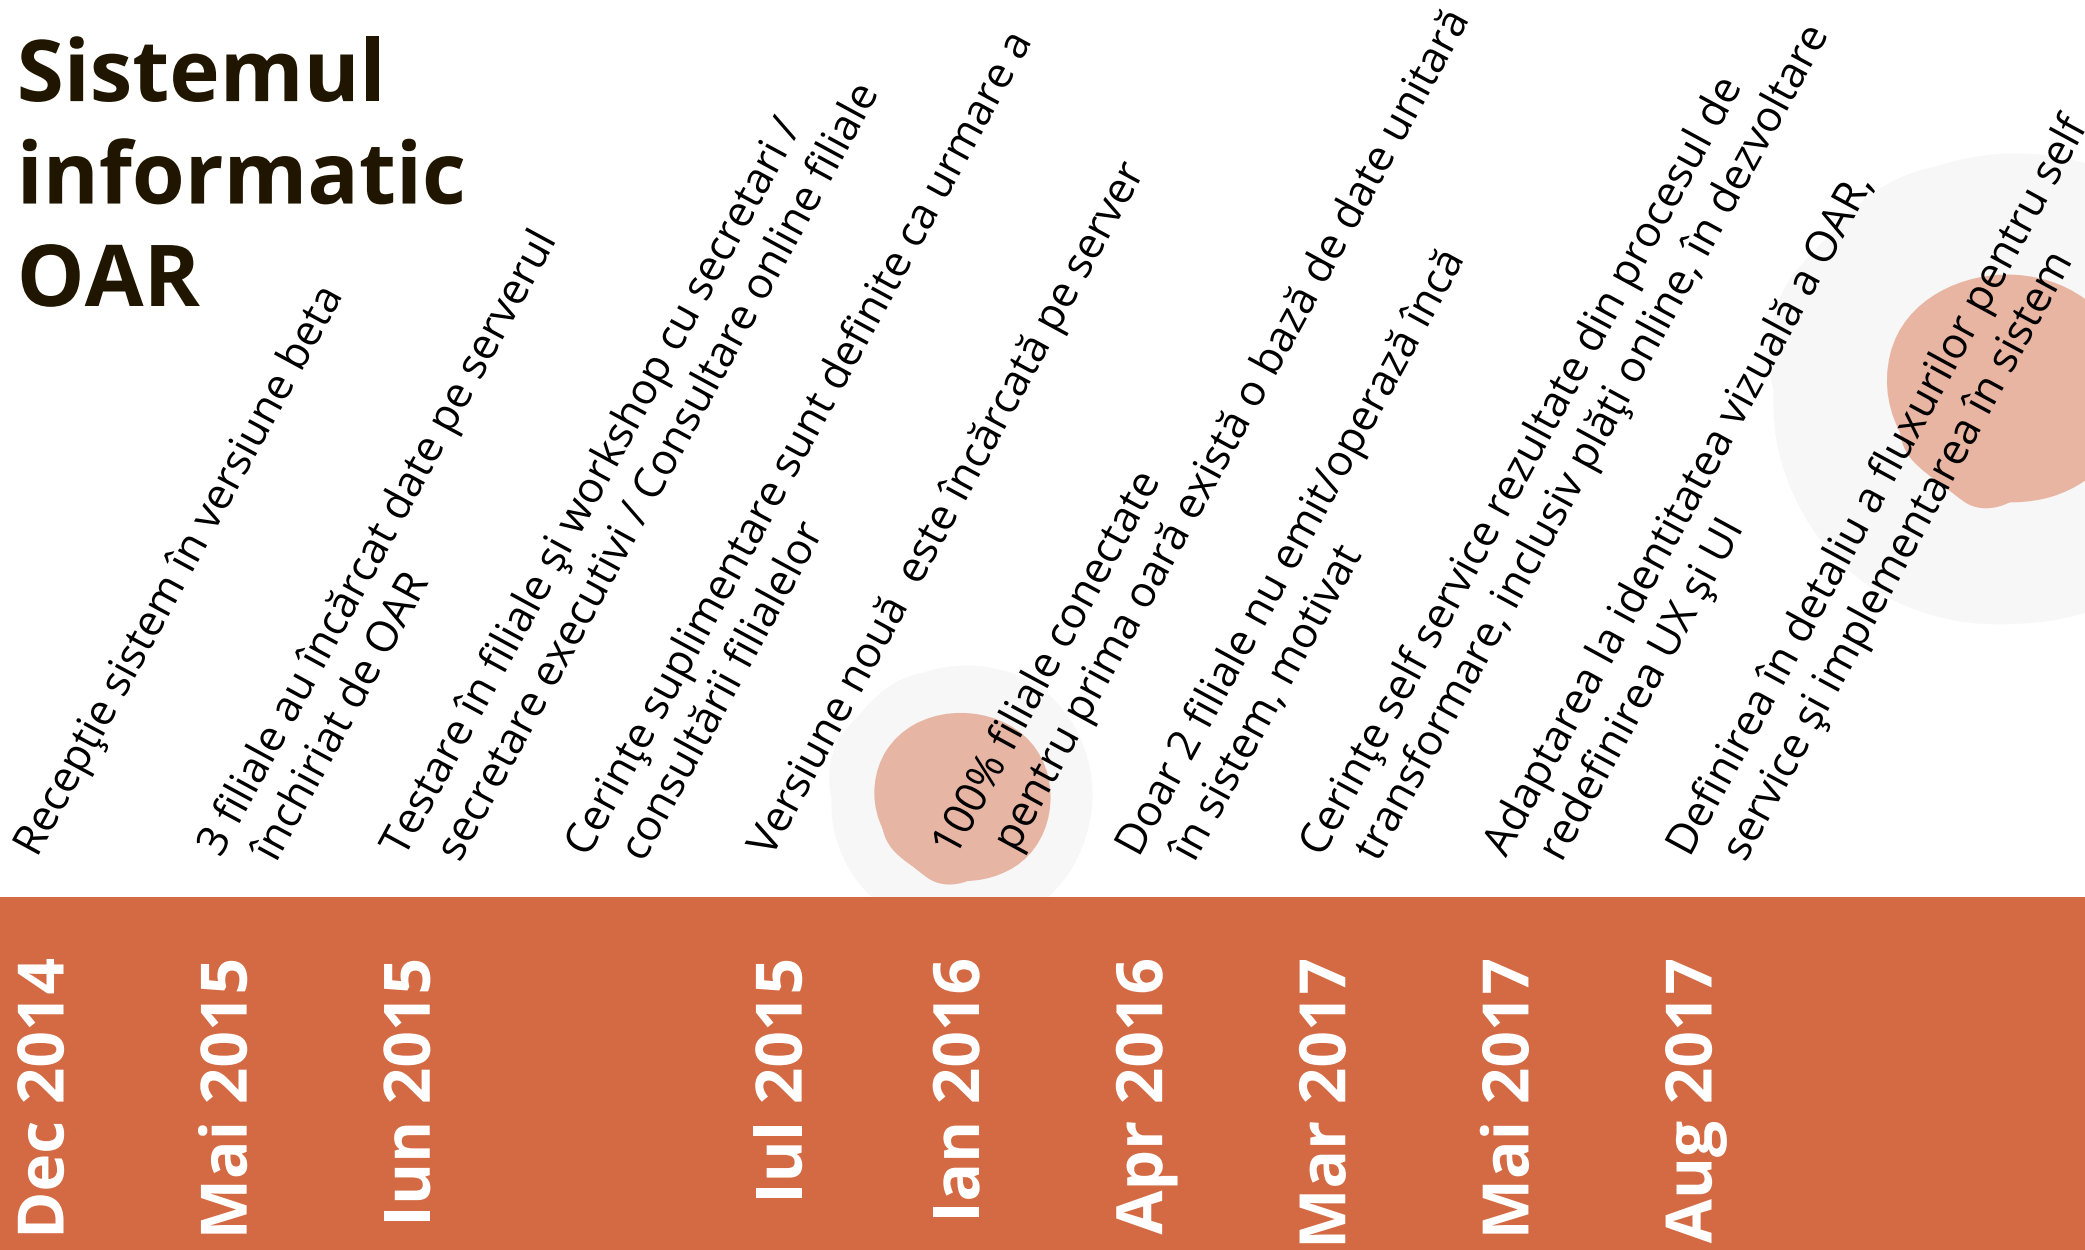 Sistemul
informatic
OAR
Recepţie sistem în versiune beta
3 filiale au încărcat date pe serverul
închiriat de OAR
Testare în filiale şi workshop cu secretari /
secretare executivi / Consultare online filiale
Cerinţe suplimentare sunt definite ca urmare a
consultării filialelor
Versiune nouă este încărcată pe server
100% filiale conectate
pentru prima oară există o bază de date unitară
Doar 2 filiale nu emit/operază încă
în sistem, motivat
Cerinţe self service rezultate din procesul de
transformare, inclusiv plăţi online, în dezvoltare
Adaptarea la identitatea vizuală a OAR,
redefinirea UX şi UI
Definirea în detaliu a fluxurilor pentru self
service şi implementarea în sistem
Dec 2014
Mai 2015
Iun 2015
Iul 2015
Ian 2016
Apr 2016
Mar 2017
Mai 2017
Aug 2017